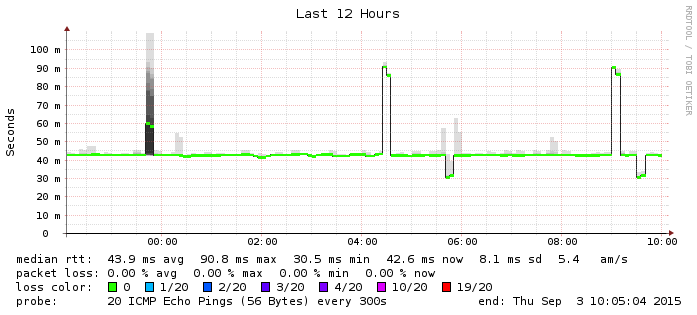 Last 12 Hours
RRDTOOL / TOBI OETIKER
Seconds
100 m
90 m
80 m
70 m
60 m
50 m
40 m
30 m
20 m
10 m
0
00:00 02:00 04:00 06:00 08:00 10:00
median rtt: 43.9 ms avg 90.8 ms max 30.5 ms min 42.6 ms now 8.1 ms sd 5.4 am/s
packet loss: 0.00 % avg 0.00 % max 0.00 % min 0.00 % now
loss color: 0 1/20 2/20 3/20 4/20 10/20 19/20
probe: 20 ICMP Echo Pings (56 Bytes) every 300s end: Thu Sep 3 10:05:04 2015